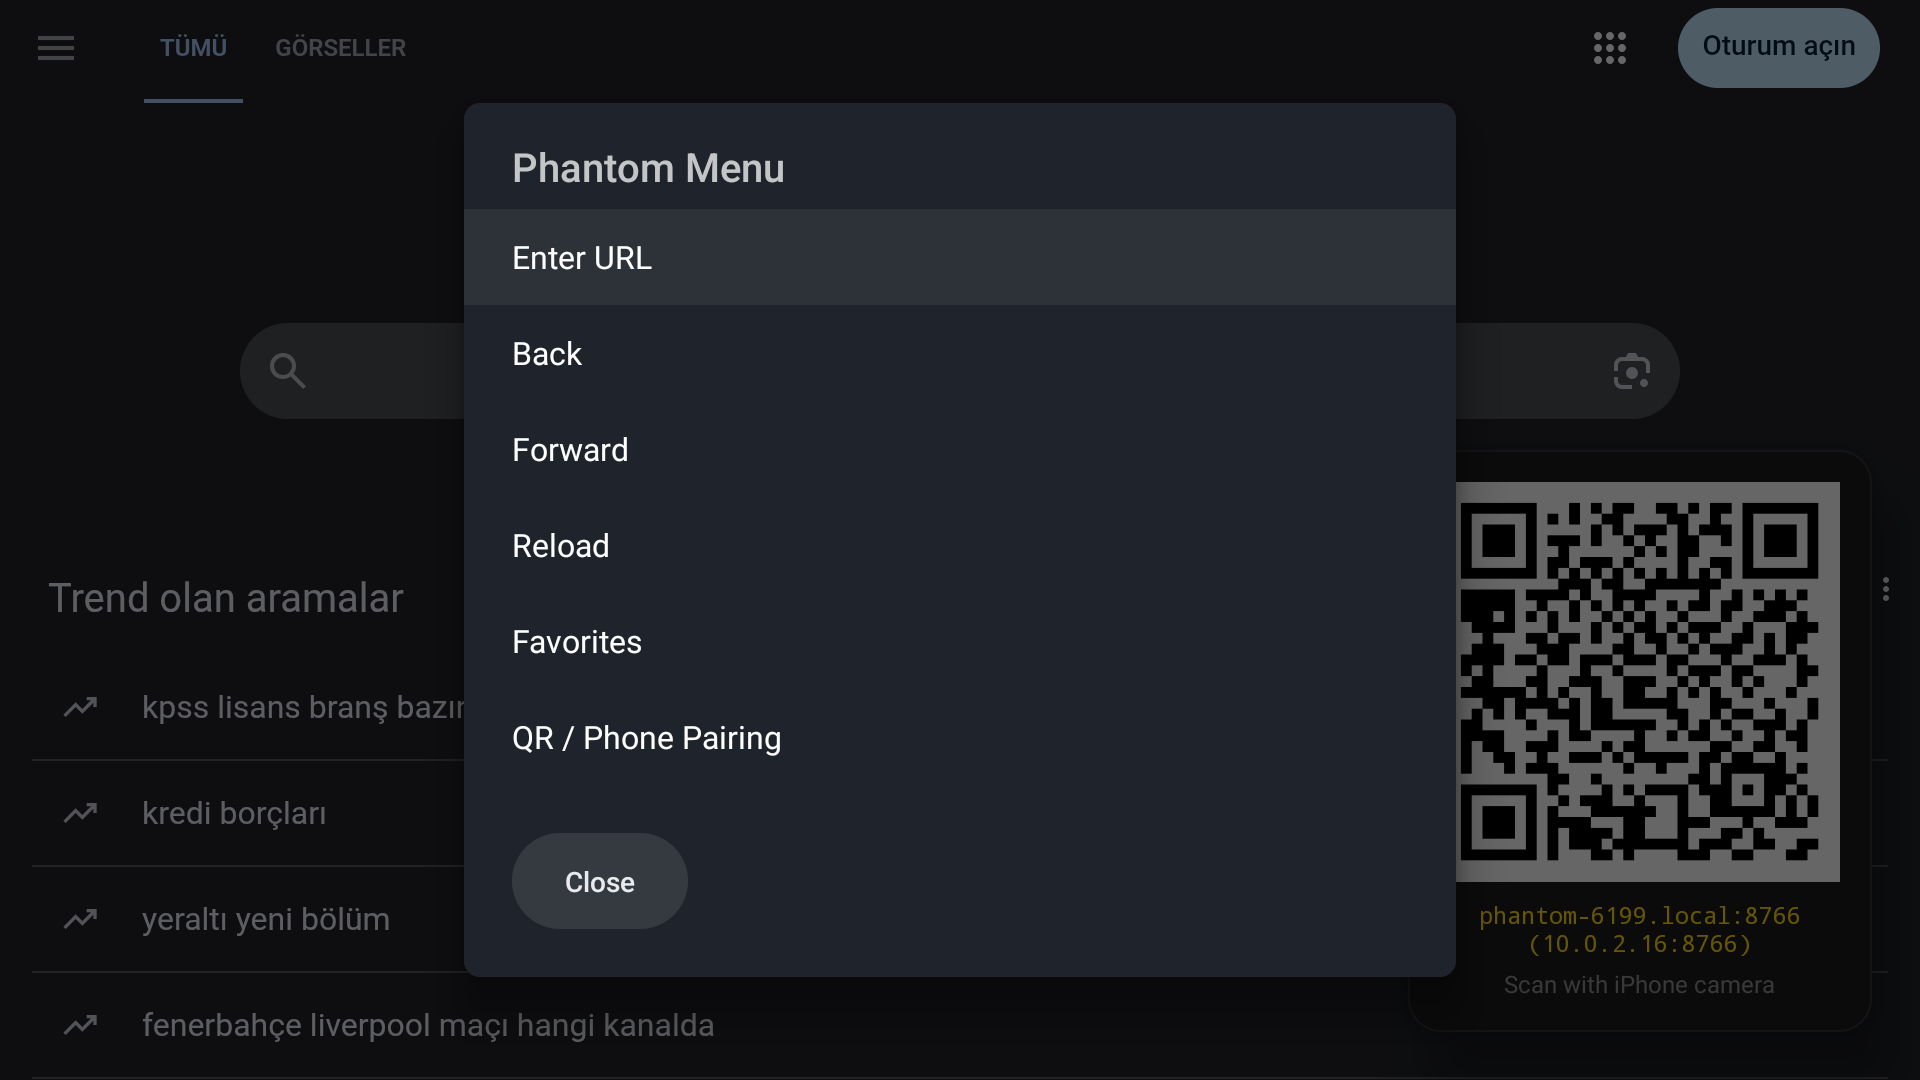 TÜMÜ
GÖRSELLER
Oturum açın
Phantom Menu
Enter URL
Back
Forward
Reload
Favorites
QR / Phone Pairing
Close
Trend olan aramalar
kpss lisans branş
kredi borçları
yeraltı yeni bölüm
fenerbahçe liverpool maçı hangi kanalda
phantom-6199.local:8766
(10.0.2.16:8766)
Scan with iPhone camera